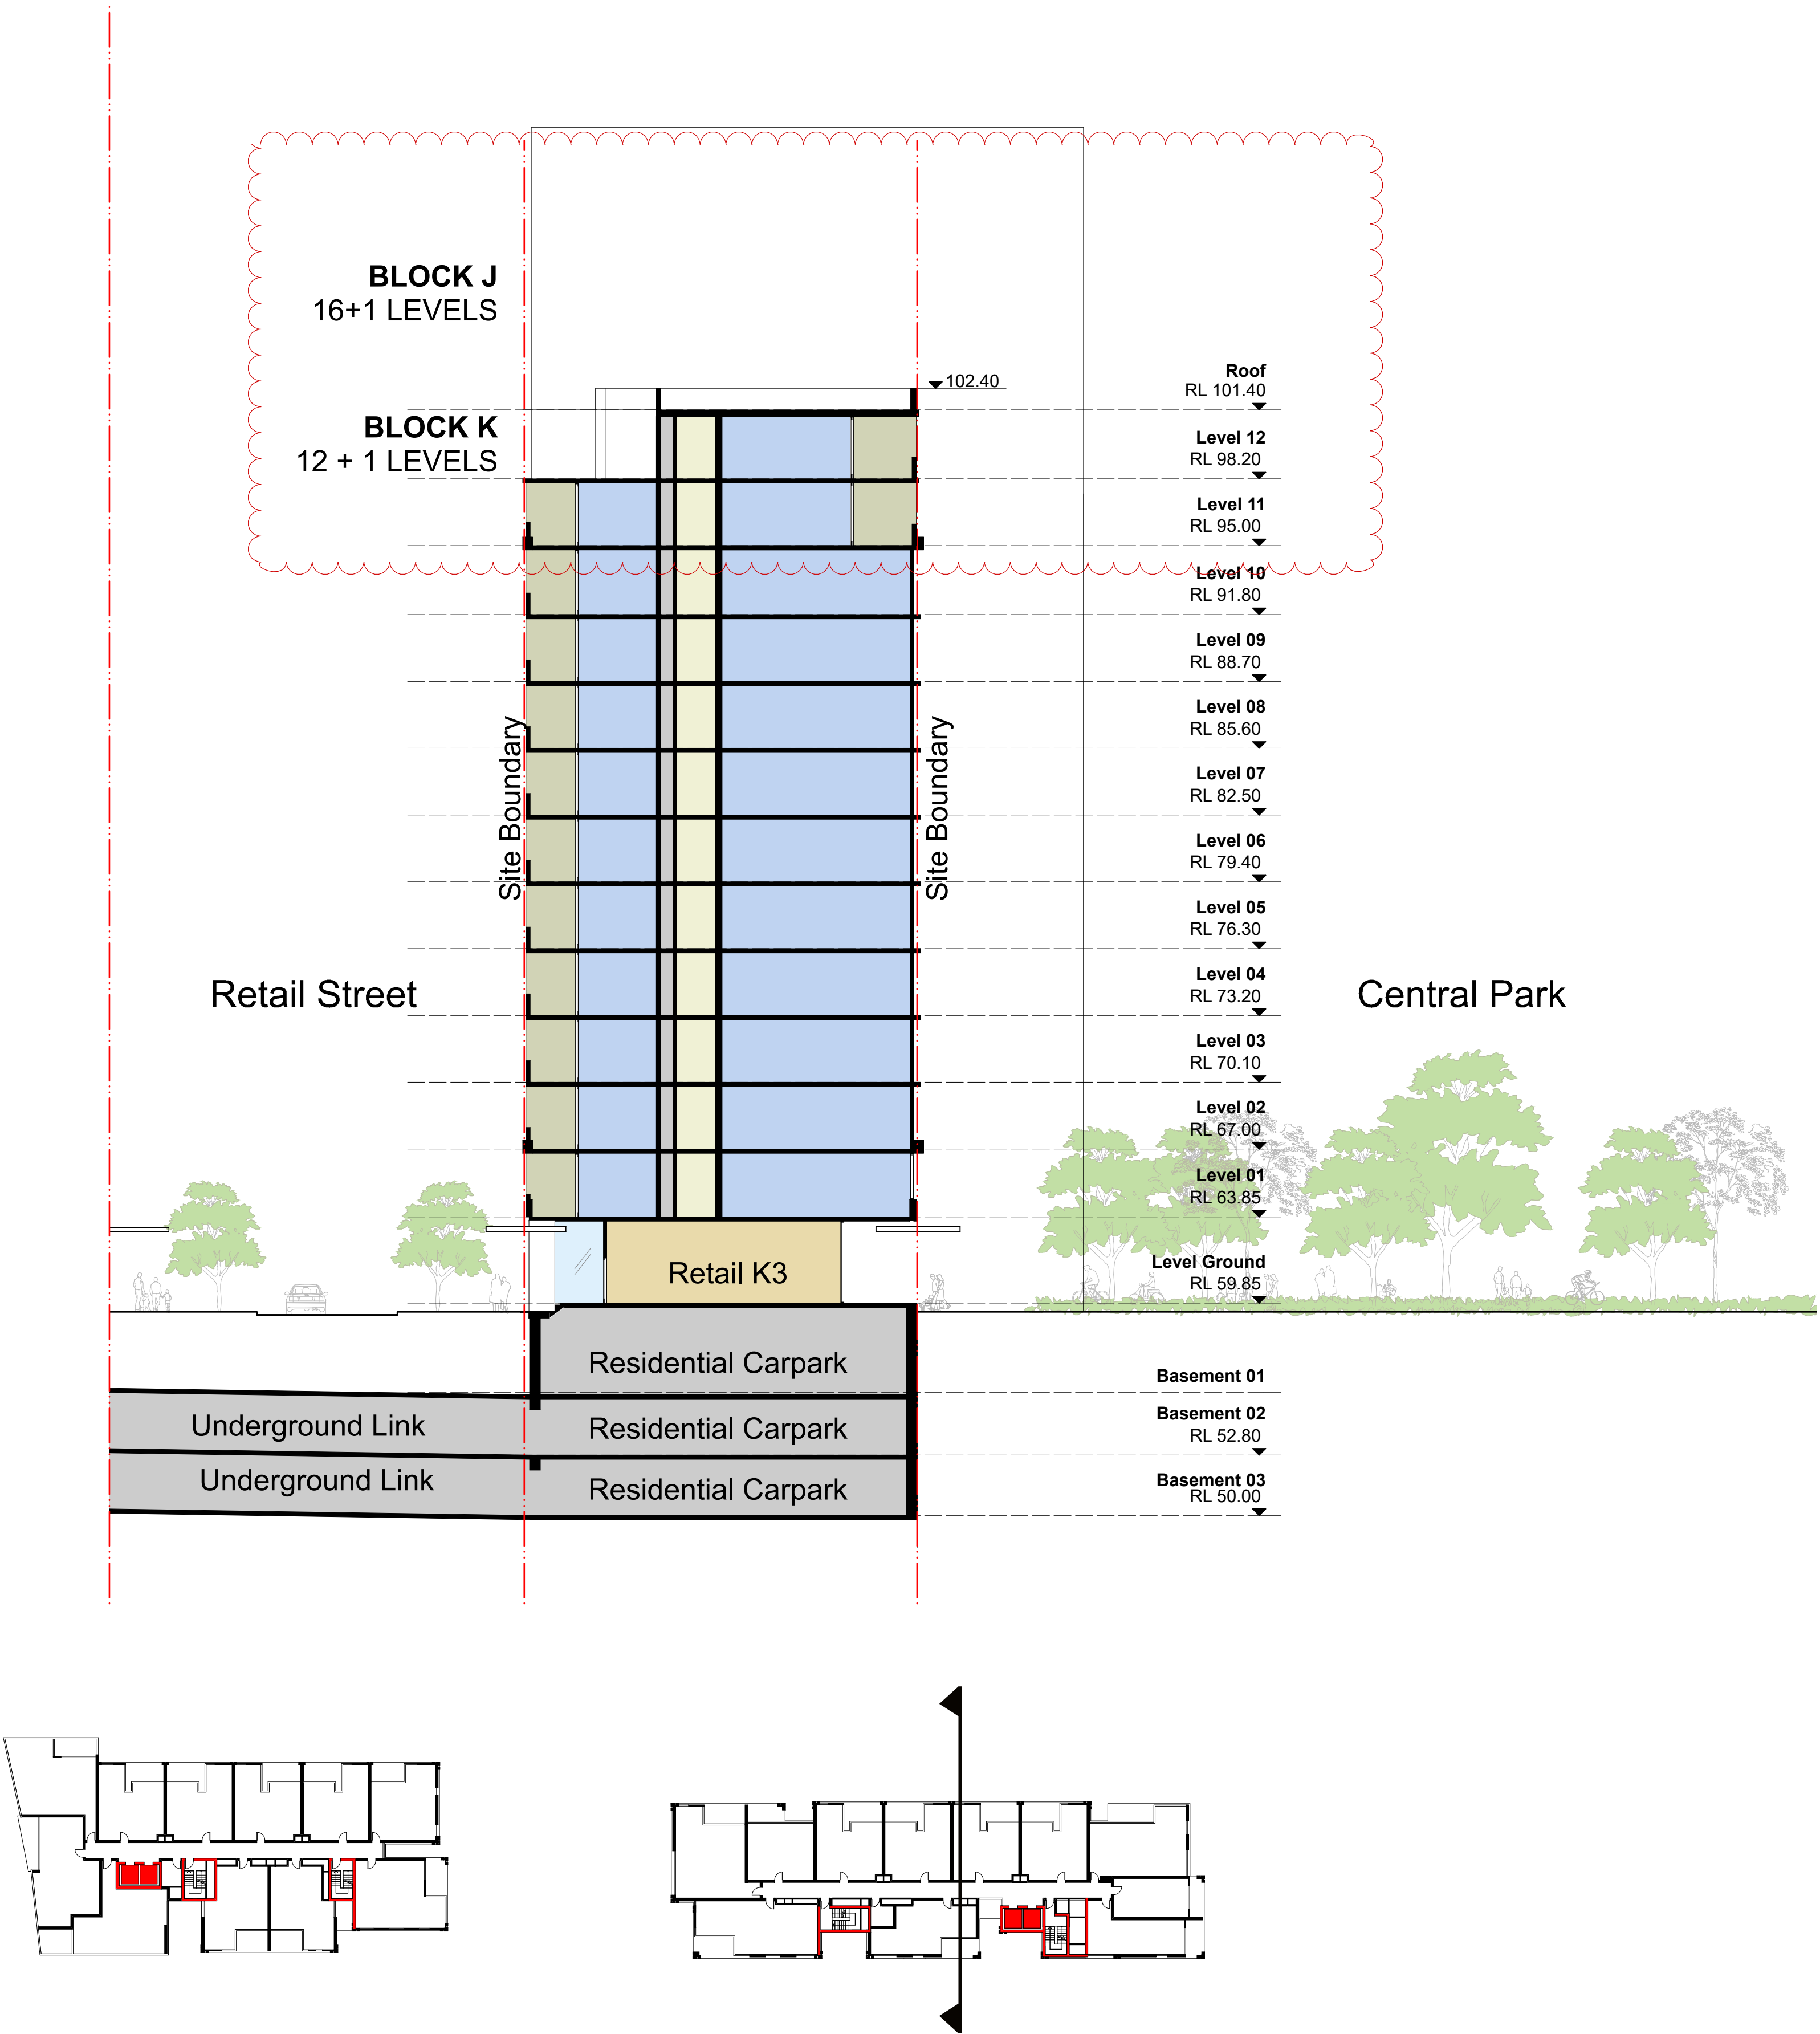 BLOCK J
16+1 LEVELS
102.40
Roof
RL 101.40
BLOCK K
12 + 1 LEVELS
Level 12
RL 98.20
Level 11
RL 95.00
Level 10
RL 91.80
Level 09
RL 88.70
Level 08
RL 85.60
Level 07
RL 82.50
Site Boundary
Site Boundary
Level 06
RL 79.40
Level 05
RL 76.30
Retail Street
Level 04
RL 73.20
Central Park
Level 03
RL 70.10
Level 02
RL 67.00
Level 01
RL 63.85
Retail K3
Level Ground
RL 59.85
Residential Carpark
Basement 01
Underground Link
Residential Carpark
Basement 02
RL 52.80
Underground Link
Residential Carpark
Basement 03
RL 50.00